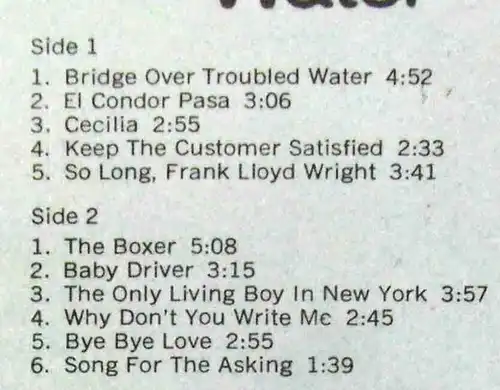 Water
Side 1
1. Bridge Over Troubled Water 4:52
2. El Condor Pasa 3:06
3. Cecilia 2:55
4. Keep The Customer Satisfied 2:33
5. So Long, Frank Lloyd Wright 3:41
Side 2
1. The Boxer 5:08
2. Baby Driver 3:15
3. The Only Living Boy In New York 3:57
4. Why Don't You Write Me 2:45
5. Bye Bye Love 2:55
6. Song For The Asking 1:39